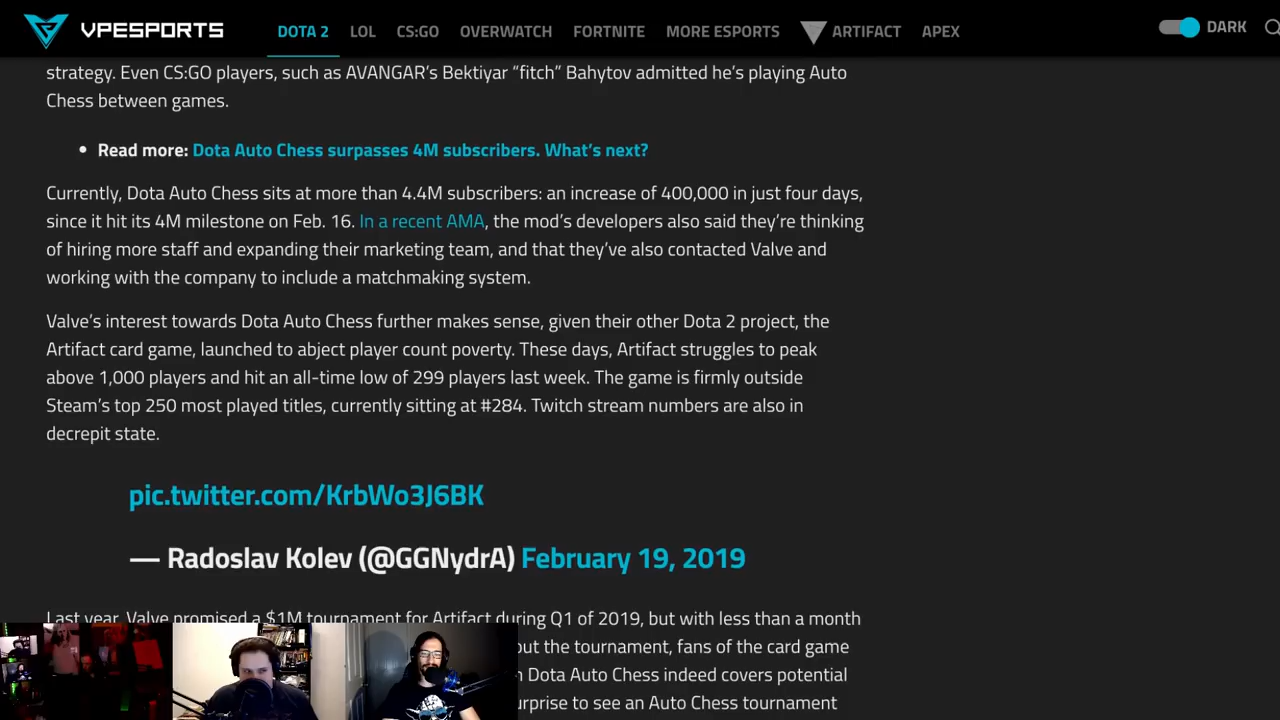 VPESPORTS
DOTA 2 LOL CS:GO OVERWATCH FORTNITE MORE ESPORTS ARTIFACT APEX DARK
strategy. Even CS:GO players, such as AVANGAR's Bektiyar “fitch” Bahytov admitted he's playing Auto
Chess between games.
• Read more: Dota Auto Chess surpasses 4M subscribers. What's next?
Currently, Dota Auto Chess sits at more than 4.4M subscribers: an increase of 400,000 in just four days,
since it hit its 4M milestone on Feb. 16. In a recent AMA, the mod's developers also said they're thinking
of hiring more staff and expanding their marketing team, and that they've also contacted Valve and
working with the company to include a matchmaking system.
Valve's interest towards Dota Auto Chess further makes sense, given their other Dota 2 project, the
Artifact card game, launched to abject player count poverty. These days, Artifact struggles to peak
above 1,000 players and hit an all-time low of 299 players last week. The game is firmly outside
Steam's top 250 most played titles, currently sitting at #284. Twitch stream numbers are also in
decrepit state.
pic.twitter.com/KrbWo3J6BK
— Radoslav Kolev (@GGNydrA) February 19, 2019
Last year, Valve promised a $1M tournament for Artifact during Q1 of 2019, but with less than a month
the tournament, fans of the card game
Dota Auto Chess indeed covers potential
to see an Auto Chess tournament